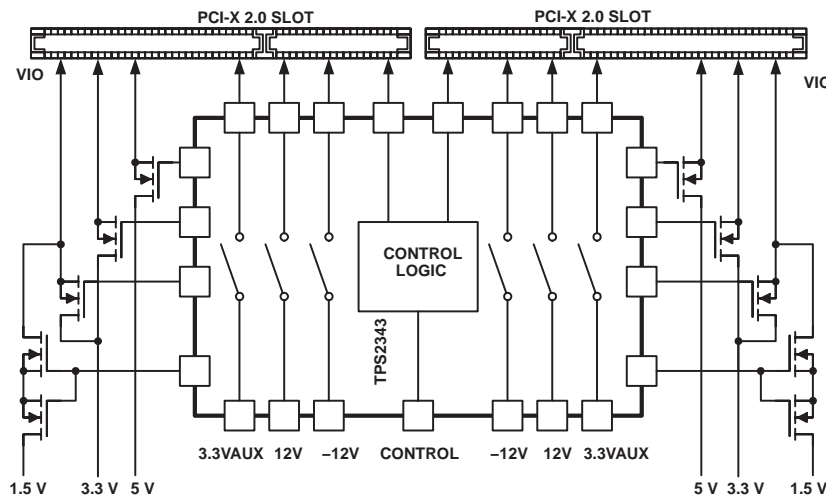 PCI-X 2.0 SLOT
PCI-X 2.0 SLOT
VIO
VIO
CONTROL
LOGIC
TPS2343
3.3VAUX 12V –12V CONTROL –12V 12V 3.3VAUX
1.5 V 3.3 V 5 V 5 V 3.3 V 1.5 V